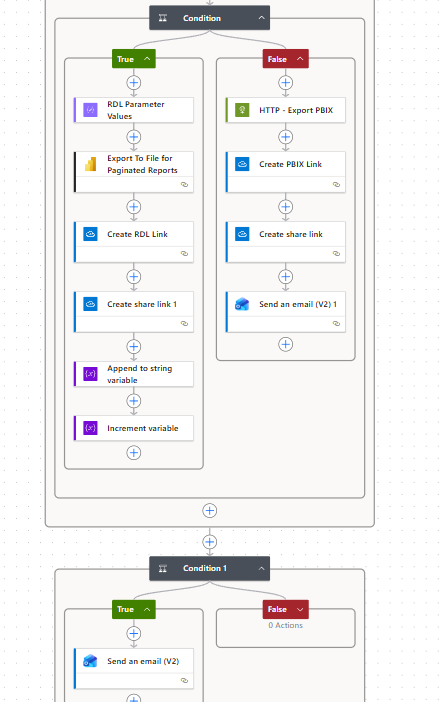 Condition
True
False
RDL Parameter
Values
HTTP - Export PBIX
Export To File for
Paginated Reports
Create PBIX Link
Create RDL Link
Create share link
Create share link 1
Send an email (V2) 1
Append to string
variable
Increment variable
Condition 1
True
False
0 Actions
Send an email (V2)